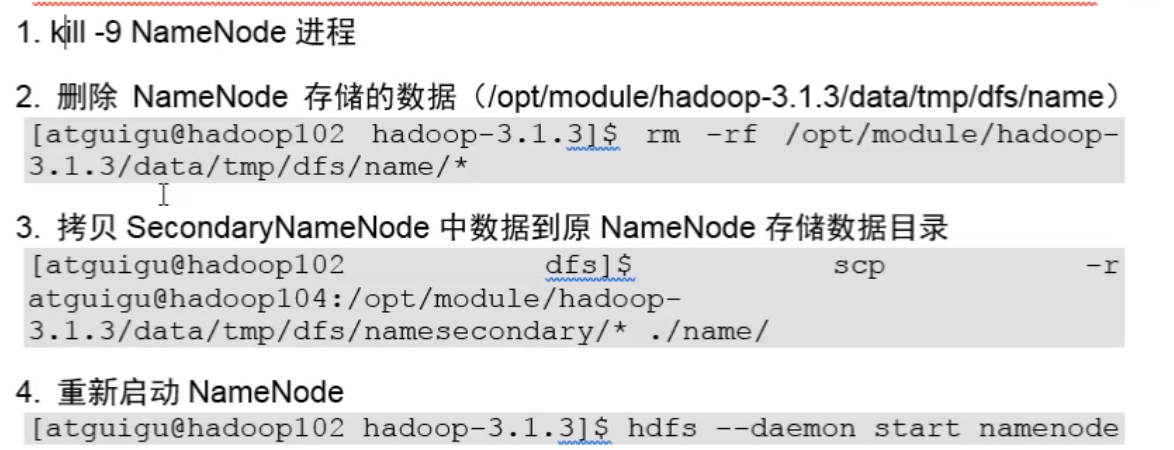 1. kill -9 NameNode 进程
2. 删除 NameNode 存储的数据（/opt/module/hadoop-3.1.3/data/tmp/dfs/name）
[atguigu@hadoop102 hadoop-3.1.3]$ rm -rf /opt/module/hadoop-
3.1.3/data/tmp/dfs/name/*
3. 拷贝 SecondaryNameNode 中数据到原 NameNode 存储数据目录
[atguigu@hadoop102 dfs]$ scp -r
atguigu@hadoop104:/opt/module/hadoop-
3.1.3/data/tmp/dfs/namesecondary/* ./name/
4. 重新启动 NameNode
[atguigu@hadoop102 hadoop-3.1.3]$ hdfs --daemon start namenode